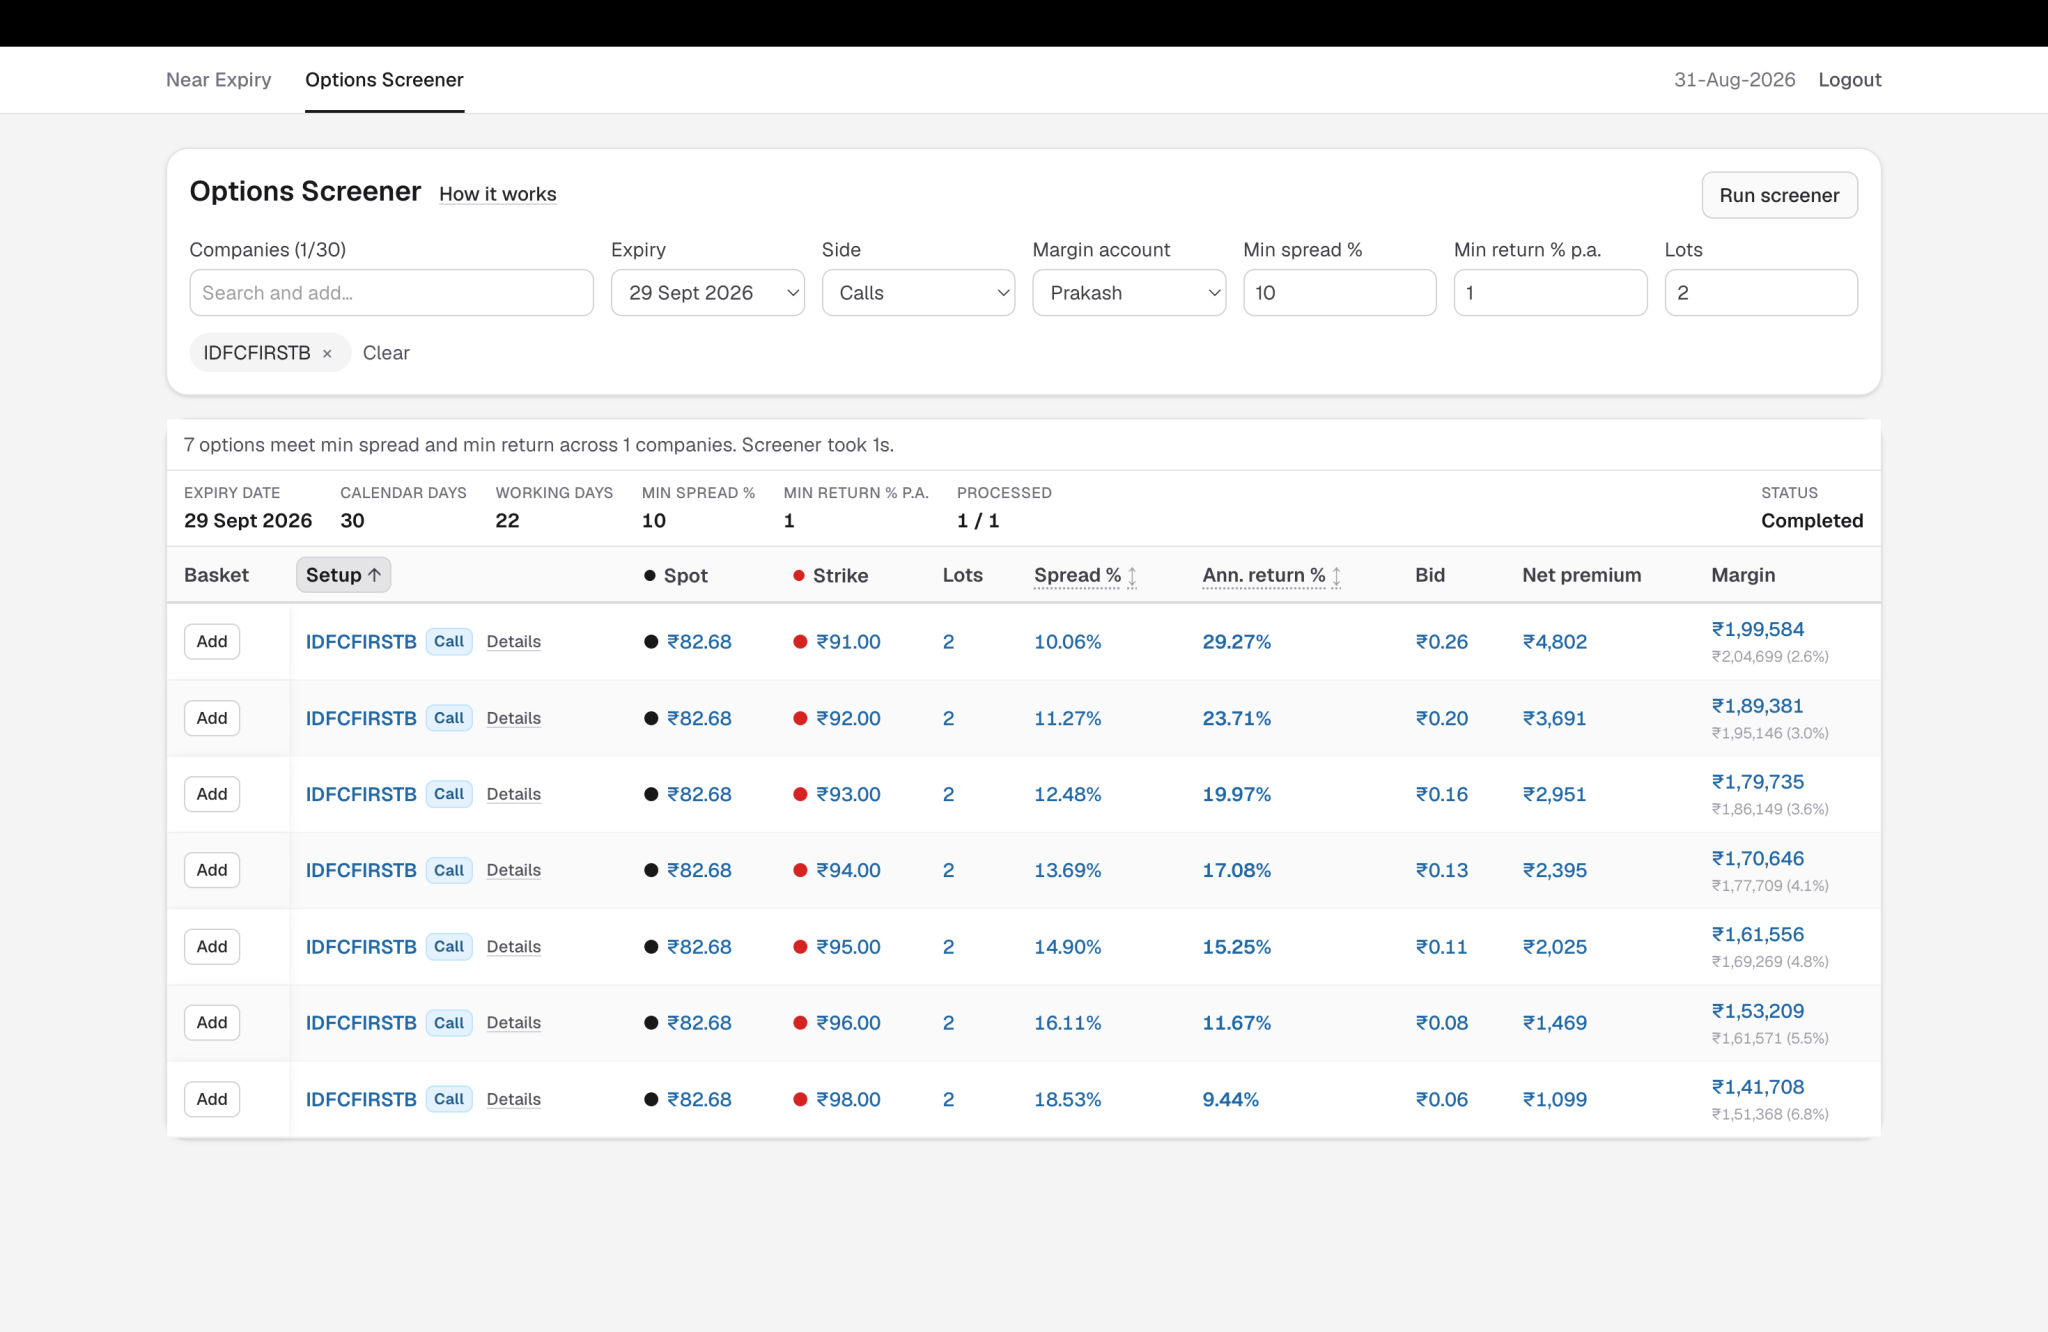 Near Expiry Options Screener 31-Aug-2026 Logout
Options Screener How it works Run screener
Companies (1/30) Expiry Side Margin account Min spread % Min return % p.a. Lots
Search and add... 29 Sept 2026 Calls Prakash 10 1 2
IDFCFIRSTB × Clear
7 options meet min spread and min return across 1 companies. Screener took 1s.
EXPIRY DATE CALENDAR DAYS WORKING DAYS MIN SPREAD % MIN RETURN % P.A. PROCESSED STATUS
29 Sept 2026 30 22 10 1 1 / 1 Completed
Basket Setup ↑ Spot Strike Lots Spread % ↕ Ann. return % ↕ Bid Net premium Margin
Add IDFCFIRSTB Call Details ₹82.68 ₹91.00 2 10.06% 29.27% ₹0.26 ₹4,802 ₹1,99,584
₹2,04,699 (2.6%)
Add IDFCFIRSTB Call Details ₹82.68 ₹92.00 2 11.27% 23.71% ₹0.20 ₹3,691 ₹1,89,381
₹1,95,146 (3.0%)
Add IDFCFIRSTB Call Details ₹82.68 ₹93.00 2 12.48% 19.97% ₹0.16 ₹2,951 ₹1,79,735
₹1,86,149 (3.6%)
Add IDFCFIRSTB Call Details ₹82.68 ₹94.00 2 13.69% 17.08% ₹0.13 ₹2,395 ₹1,70,646
₹1,77,709 (4.1%)
Add IDFCFIRSTB Call Details ₹82.68 ₹95.00 2 14.90% 15.25% ₹0.11 ₹2,025 ₹1,61,556
₹1,69,269 (4.8%)
Add IDFCFIRSTB Call Details ₹82.68 ₹96.00 2 16.11% 11.67% ₹0.08 ₹1,469 ₹1,53,209
₹1,61,571 (5.5%)
Add IDFCFIRSTB Call Details ₹82.68 ₹98.00 2 18.53% 9.44% ₹0.06 ₹1,099 ₹1,41,708
₹1,51,368 (6.8%)